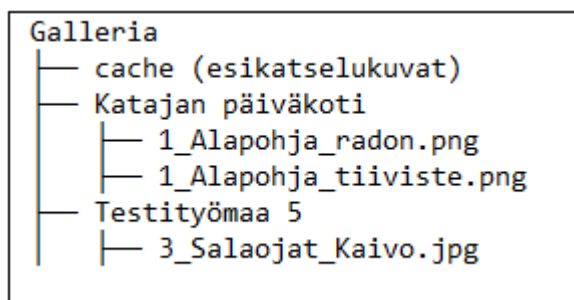 Galleria
cache (esikatselukuvat)
Katajan päiväkoti
1_Alapohja_radon.png
1_Alapohja_tiiviste.png
Testityömaa 5
3_Salaojat_Kaivo.jpg